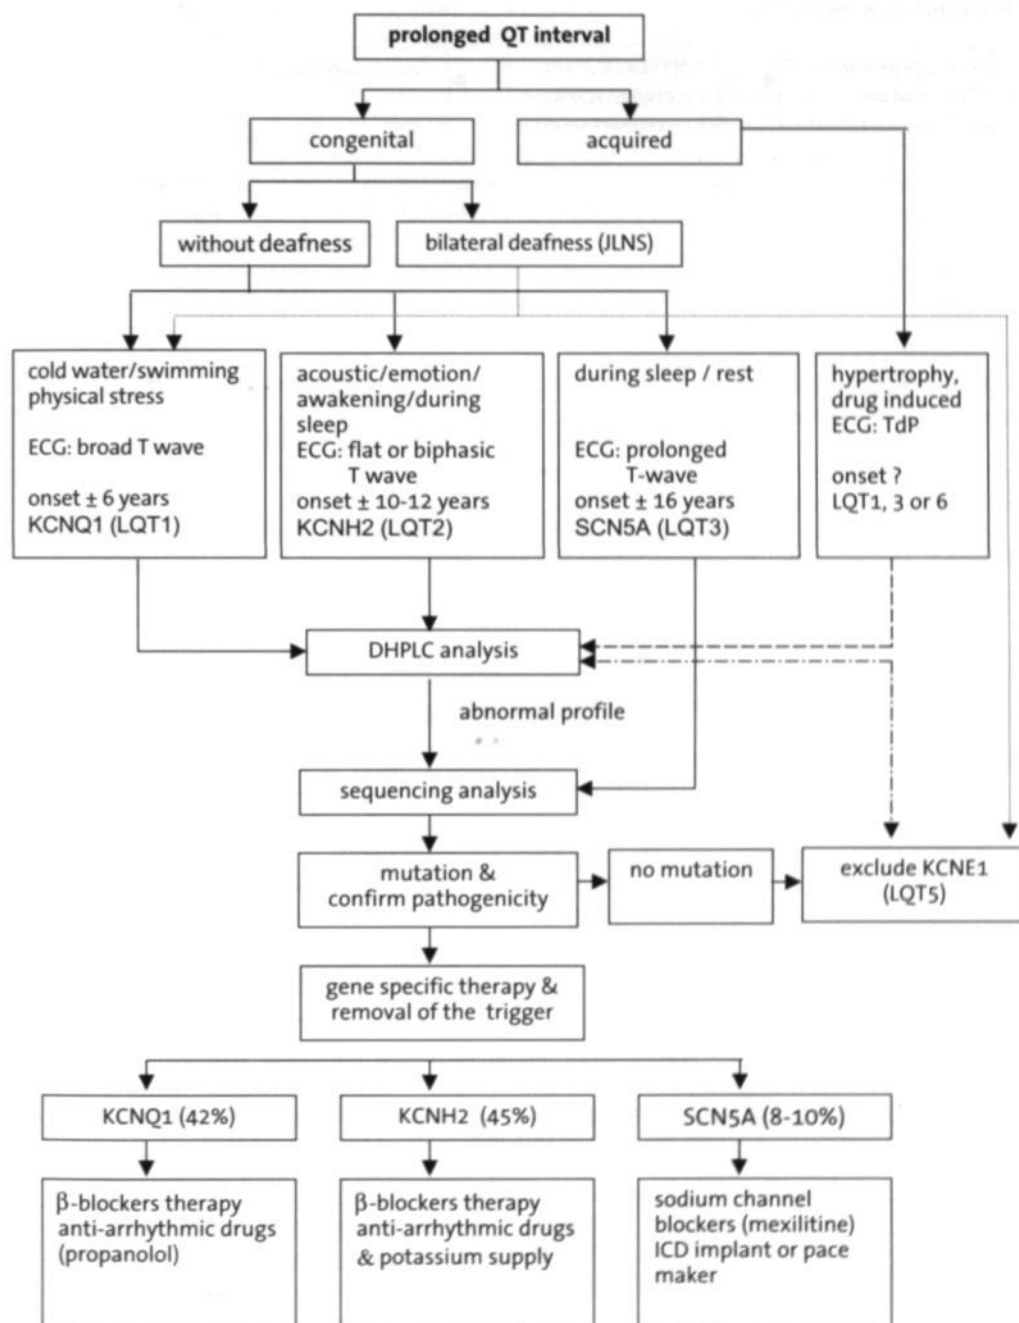 prolonged QT interval
congenital
acquired
without deafness
bilateral deafness (JLNS)
cold water/swimming
physical stress
ECG: broad T wave
onset ± 6 years
KCNQ1 (LQT1)
acoustic/emotion/
awakening/during
sleep
ECG: flat or biphasic
T wave
onset ± 10-12 years
KCNH2 (LQT2)
during sleep / rest
ECG: prolonged
T-wave
onset ± 16 years
SCN5A (LQT3)
hypertrophy,
drug induced
ECG: TdP
onset ?
LQT1, 3 or 6
DHPLC analysis
abnormal profile
sequencing analysis
mutation &
confirm pathogenicity
no mutation
exclude KCNE1
(LQT5)
gene specific therapy &
removal of the trigger
KCNQ1 (42%)
KCNH2 (45%)
SCN5A (8-10%)
β-blockers therapy
anti-arrhythmic drugs
(propanolol)
β-blockers therapy
anti-arrhythmic drugs
& potassium supply
sodium channel
blockers (mexilitine)
ICD implant or pace
maker